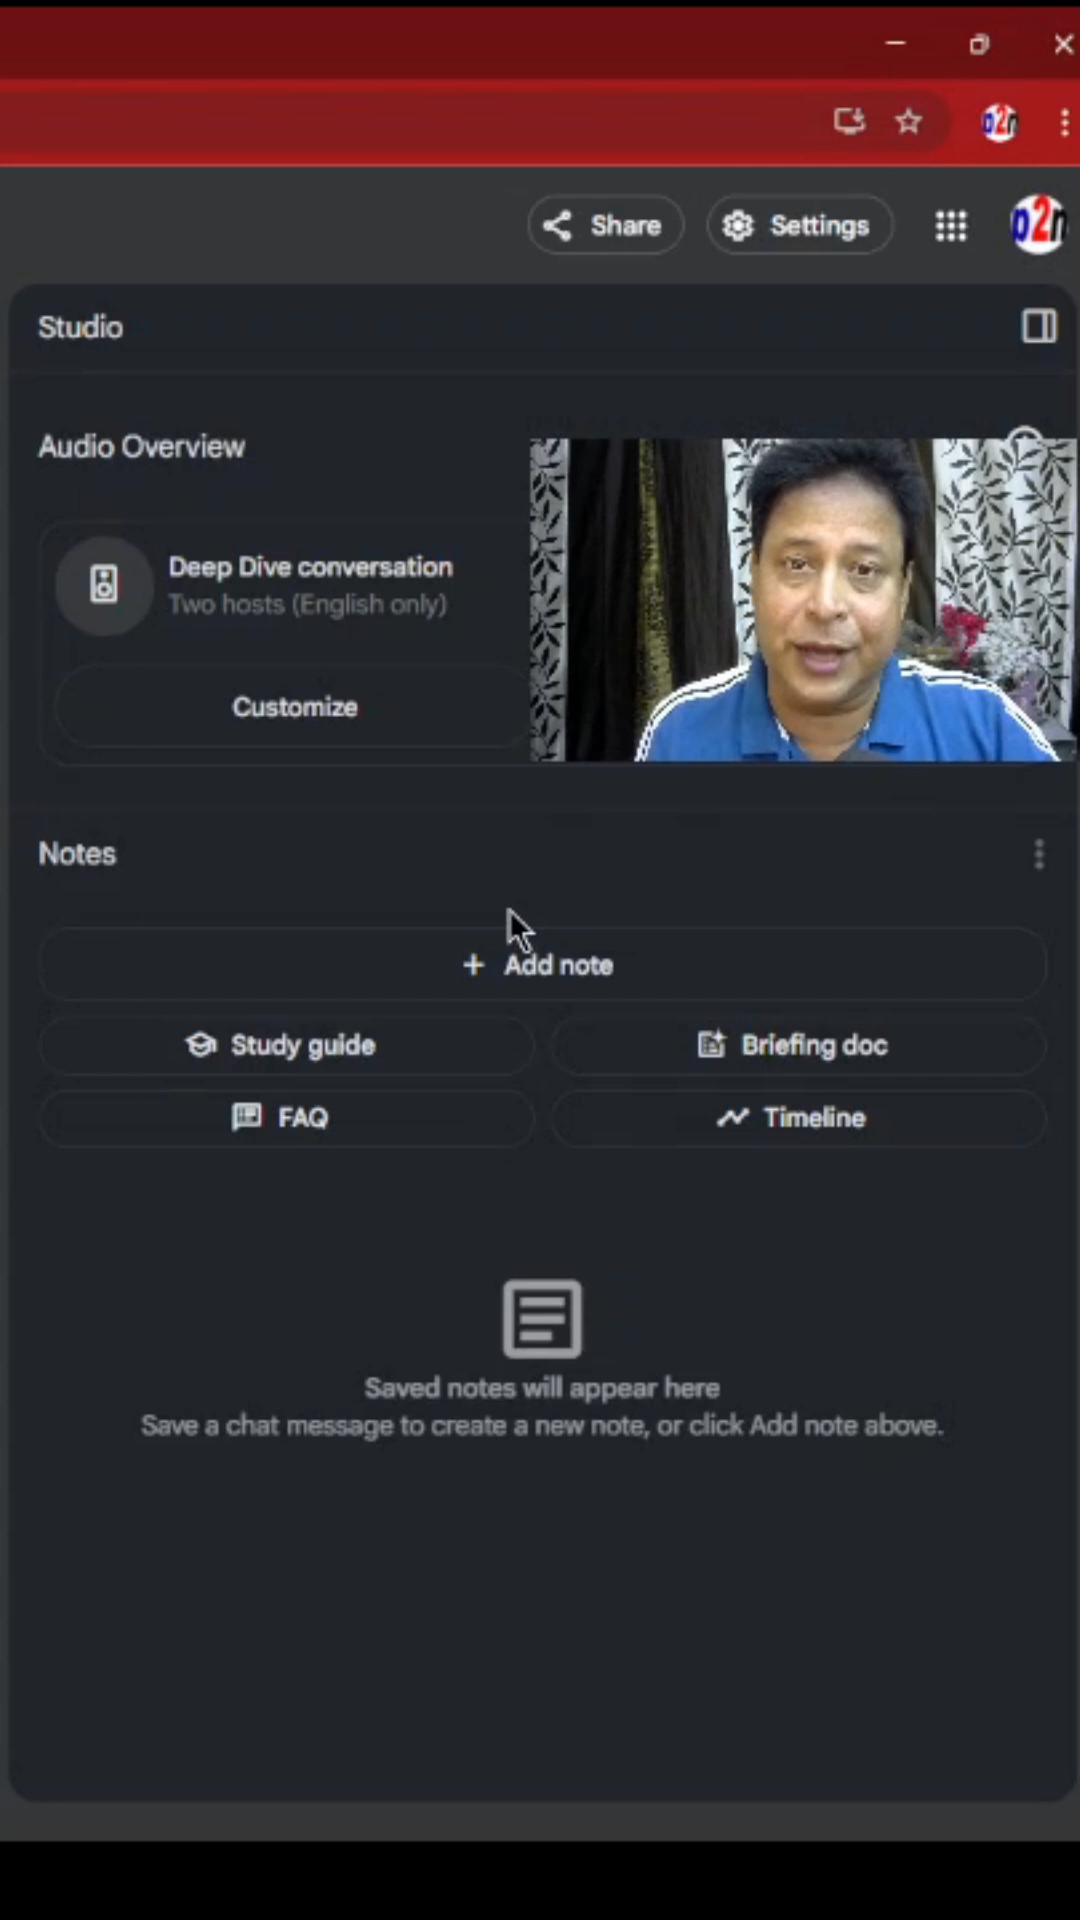 p2n
Share
Settings
p2n
Studio
Audio Overview
Deep Dive conversation
Two hosts (English only)
Customize
Notes
+ Add note
Study guide
Briefing doc
FAQ
Timeline
Saved notes will appear here
Save a chat message to create a new note, or click Add note above.